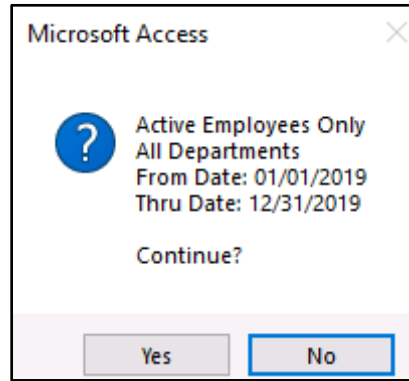 Microsoft Access
?
Active Employees Only
All Departments
From Date: 01/01/2019
Thru Date: 12/31/2019
Continue?
Yes No